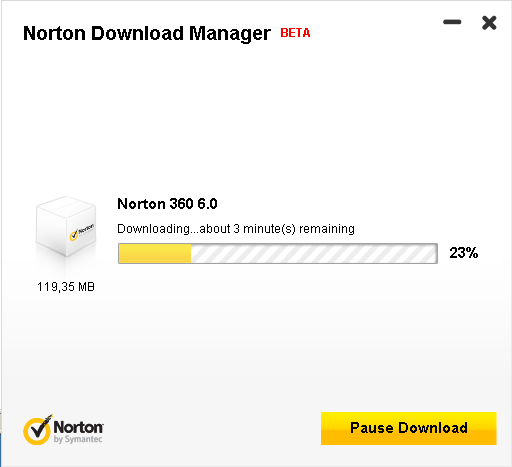 Norton Download Manager BETA
Norton
Norton 360 6.0
Downloading...about 3 minute(s) remaining
23%
119,35 MB
Norton
by Symantec
Pause Download